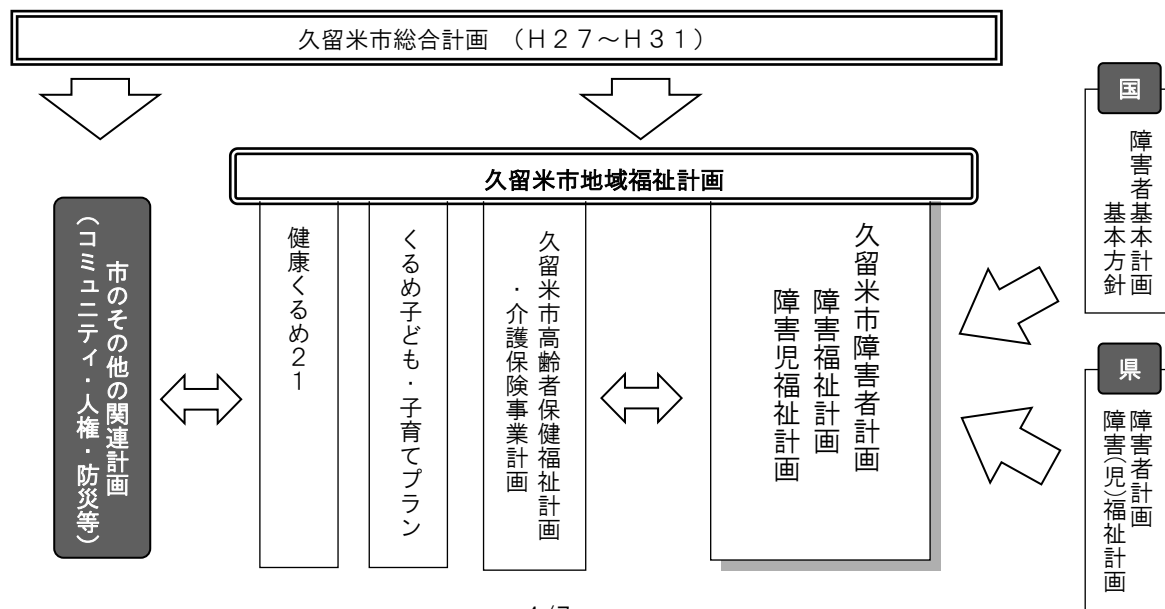 久留米市総合計画 （Ｈ２７～Ｈ３１）
久留米市地域福祉計画
市のその他の関連計画
（コミュニティ・人権・防災等）
健康くるめ２１
くるめ子ども・子育てプラン
久留米市高齢者保健福祉計画
・介護保険事業計画
久留米市障害者計画
障害福祉計画
障害児福祉計画
国
障害者基本計画
基本方針
県
障害者計画
障害(児)福祉計画